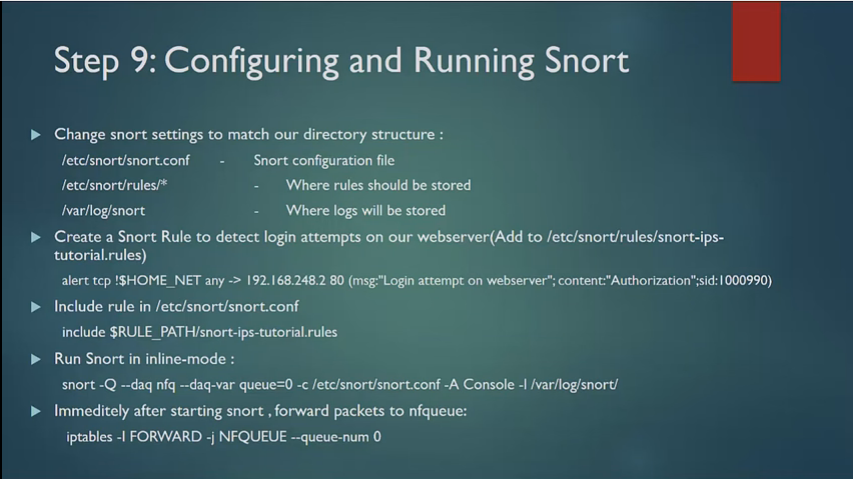 Step 9: Configuring and Running Snort
Change snort settings to match our directory structure :
/etc/snort/snort.conf - Snort configuration file
/etc/snort/rules/* - Where rules should be stored
/var/log/snort - Where logs will be stored
Create a Snort Rule to detect login attempts on our webserver(Add to /etc/snort/rules/snort-ips-
tutorial.rules)
alert tcp !$HOME_NET any -> 192.168.248.2 80 (msg:"Login attempt on webserver"; content:"Authorization";sid:1000990)
Include rule in /etc/snort/snort.conf
include $RULE_PATH/snort-ips-tutorial.rules
Run Snort in inline-mode :
snort -Q --daq nfq --daq-var queue=0 -c /etc/snort/snort.conf -A Console -l /var/log/snort/
Immeditely after starting snort , forward packets to nfqueue:
iptables -I FORWARD -j NFQUEUE --queue-num 0